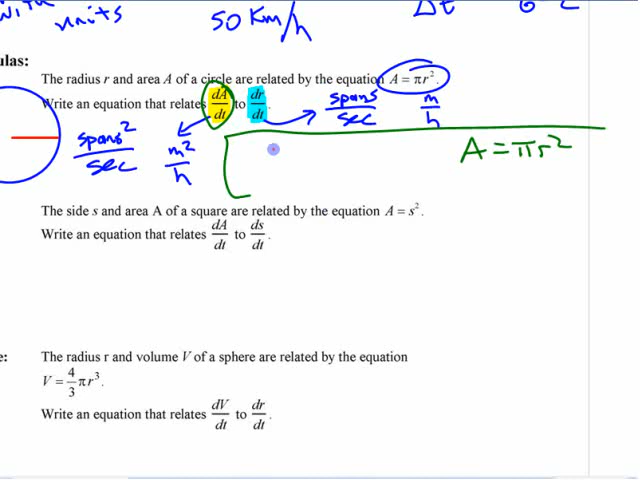 with
units
50 Km/h
Δt
6 - 2
ulas:
The radius r and area A of a circle are related by the equation A = πr².
Write an equation that relates dA/dt to dr/dt.
spans/sec
m/h
spans²/sec
m²/h
A = πr²
The side s and area A of a square are related by the equation A = s².
Write an equation that relates dA/dt to ds/dt.
e:
The radius r and volume V of a sphere are related by the equation
V = 4/3 πr³.
Write an equation that relates dV/dt to dr/dt.